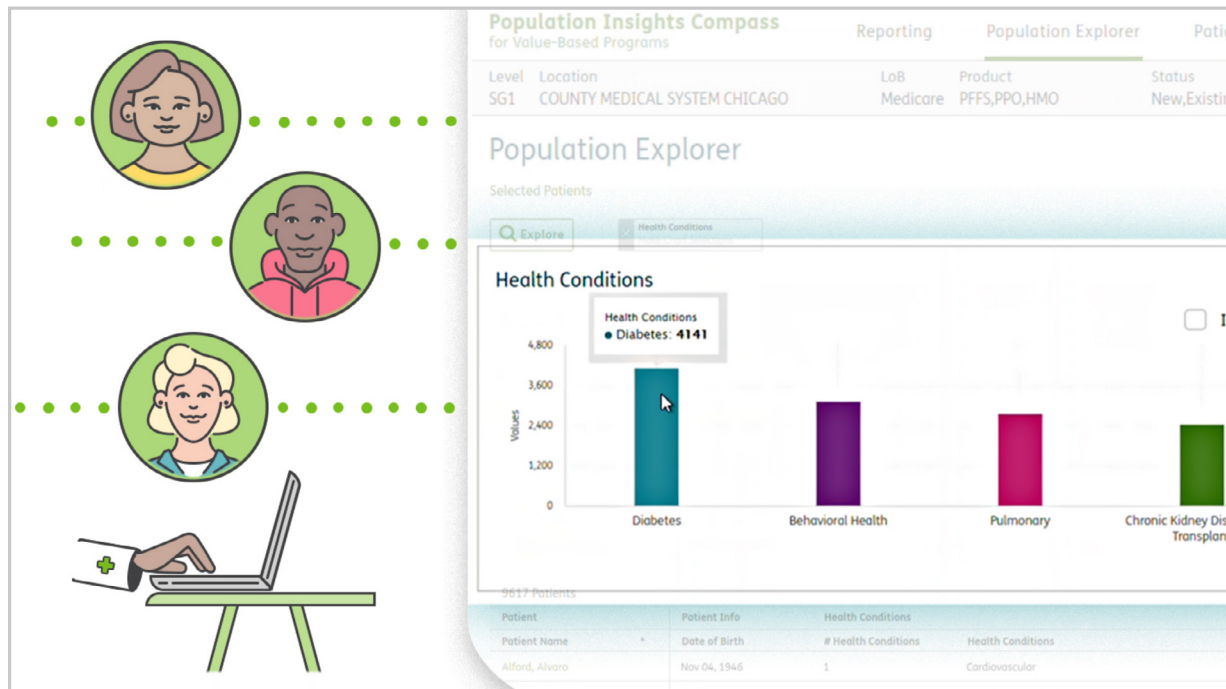 Population Insights Compass
for Value-Based Programs
Reporting
Population Explorer
Level Location LoB Product Status
SG1 COUNTY MEDICAL SYSTEM CHICAGO Medicare PFFS,PPO,HMO
Population Explorer
Selected Patients
Explore
Health Conditions
Health Conditions
Health Conditions
Diabetes: 4141
4,800
3,600
2,400
1,200
0
Values
Diabetes
Behavioral Health
Pulmonary
Chronic Kidney
9617 Patients
Patient Patient Info Health Conditions
Patient Name Date of Birth # Health Conditions Health Conditions
Alford, Alvaro Nov 04, 1946 1 Cardiovascular